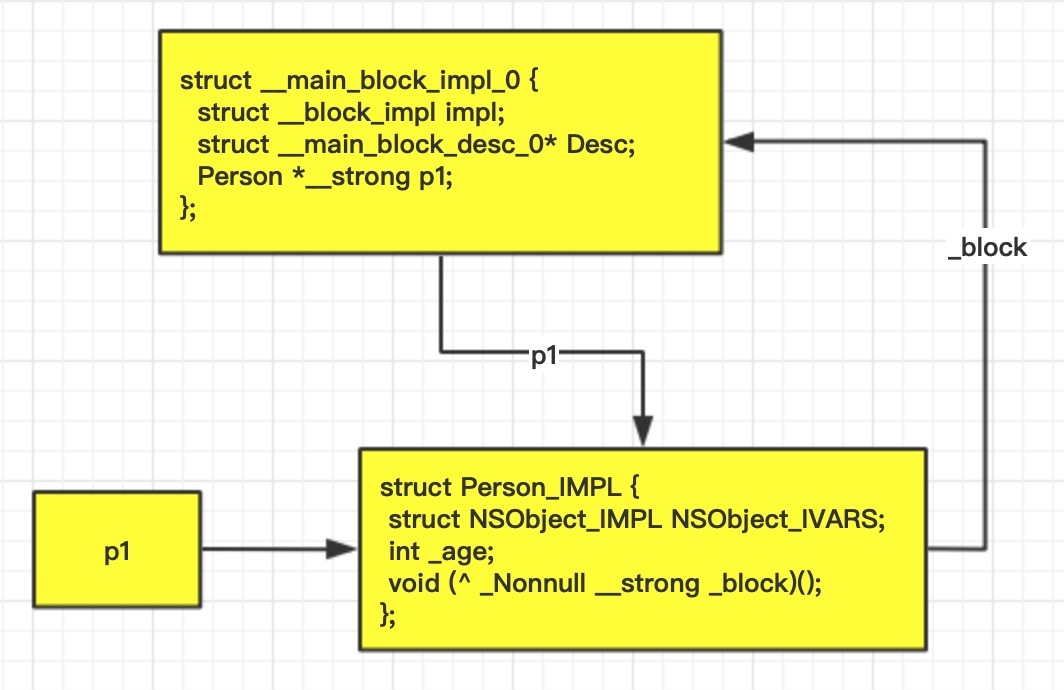 struct __main_block_impl_0 {
struct __block_impl impl;
struct __main_block_desc_0* Desc;
Person *__strong p1;
};
_block
p1
p1
struct Person_IMPL {
struct NSObject_IMPL NSObject_IVARS;
int _age;
void (^ _Nonnull __strong _block)();
};